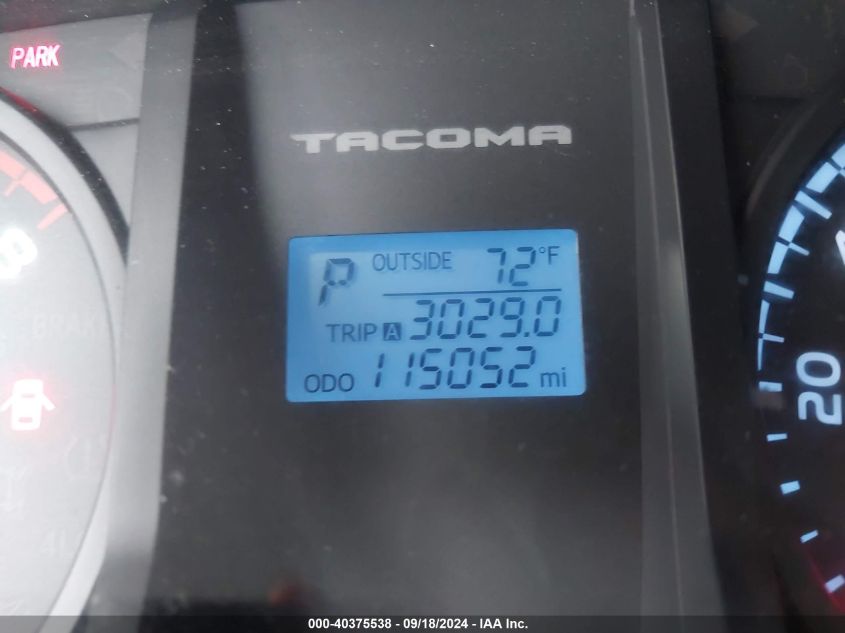 PARK
TACOMA
P OUTSIDE 72°F
TRIP A 3029.0
ODO 115052 mi
20
000-40375538 - 09/18/2024 - IAA Inc.